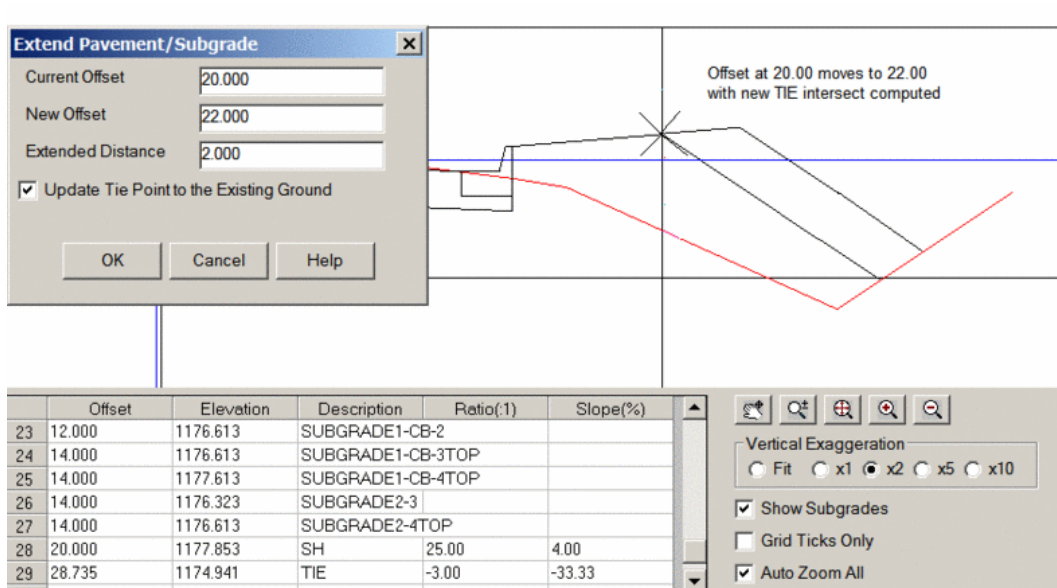 Extend Pavement/Subgrade
Current Offset 20.000
New Offset 22.000
Extended Distance 2.000
Update Tie Point to the Existing Ground
OK Cancel Help
Offset at 20.00 moves to 22.00
with new TIE intersect computed
Offset Elevation Description Ratio(:1) Slope(%)
23 12.000 1176.613 SUBGRADE1-CB-2
24 14.000 1176.613 SUBGRADE1-CB-3TOP
25 14.000 1177.613 SUBGRADE1-CB-4TOP
26 14.000 1176.323 SUBGRADE2-3
27 14.000 1176.613 SUBGRADE2-4TOP
28 20.000 1177.853 SH 25.00 4.00
29 28.735 1174.941 TIE -3.00 -33.33
Vertical Exaggeration
Fit x1 x2 x5 x10
Show Subgrades
Grid Ticks Only
Auto Zoom All